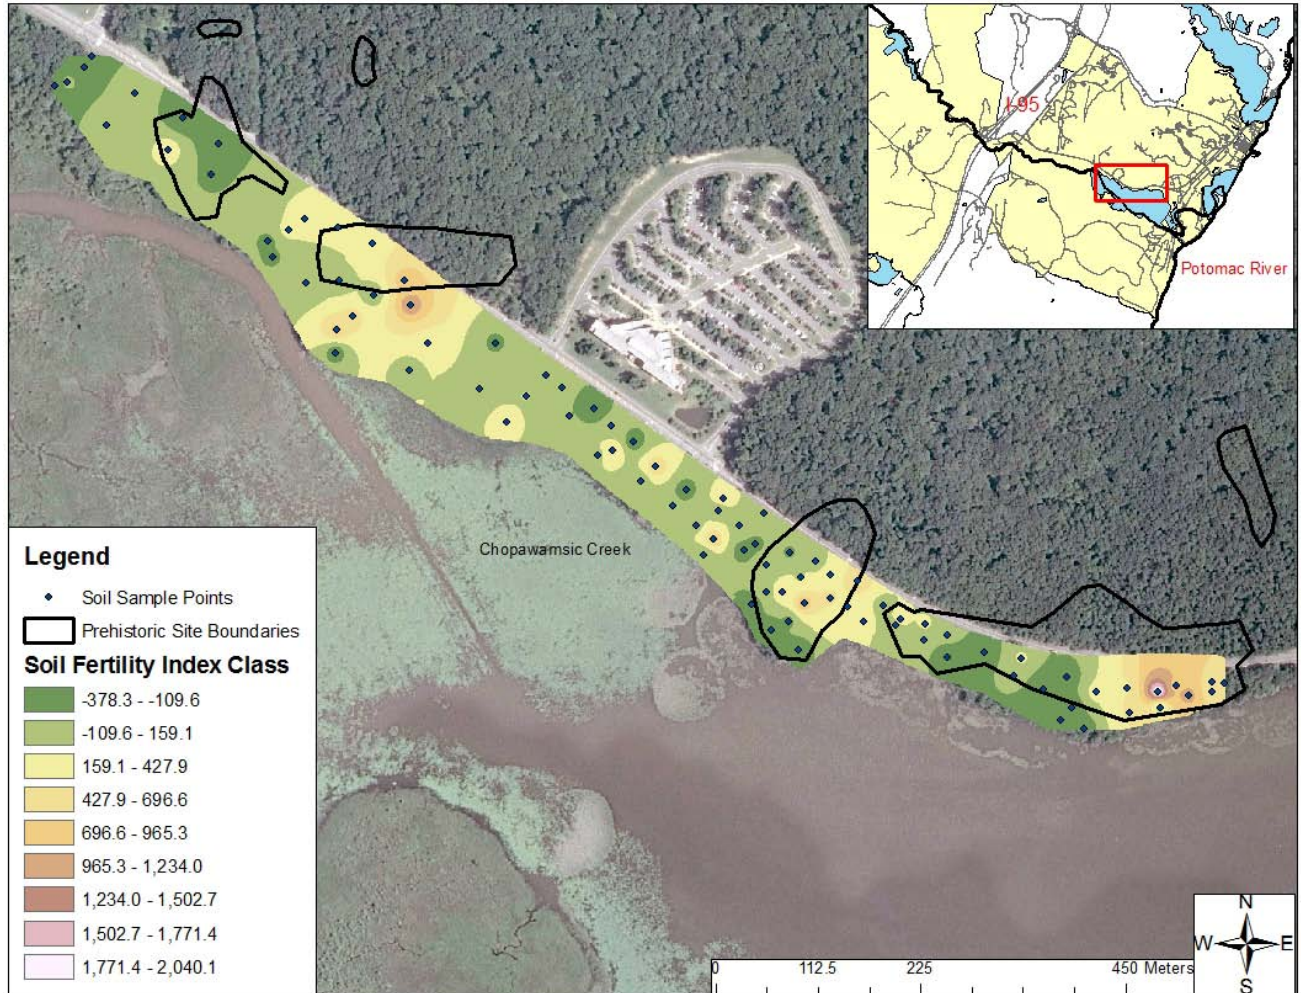 I-95
Potomac River
Chopawamsic Creek
Legend
Soil Sample Points
Prehistoric Site Boundaries
Soil Fertility Index Class
-378.3 - -109.6
-109.6 - 159.1
159.1 - 427.9
427.9 - 696.6
696.6 - 965.3
965.3 - 1,234.0
1,234.0 - 1,502.7
1,502.7 - 1,771.4
1,771.4 - 2,040.1
0 112.5 225 450 Meters
N
W E
S